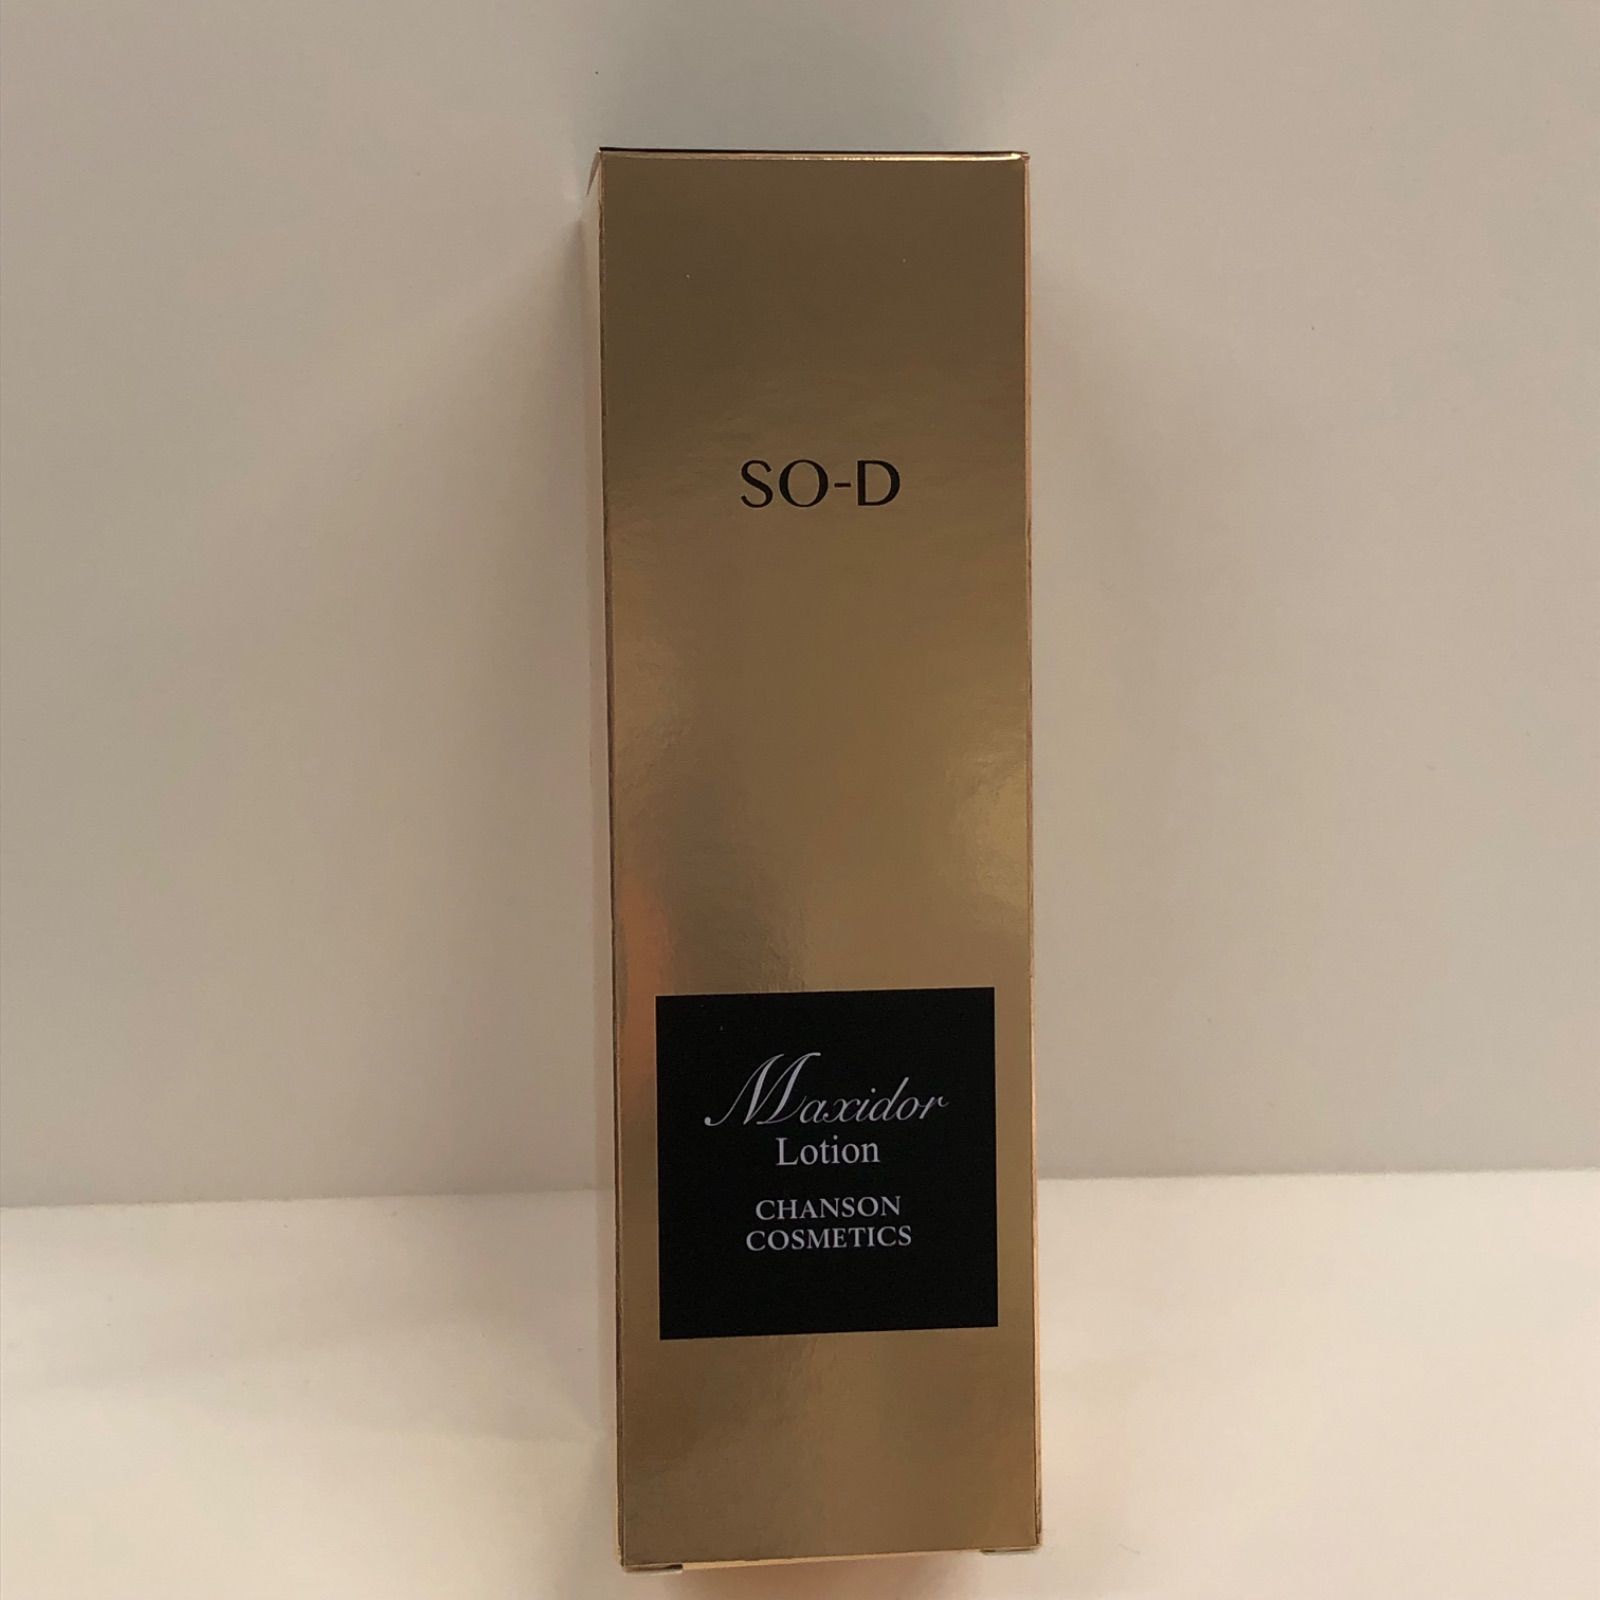 SO-D
Maxidor
Lotion
CHANSON
COSMETICS